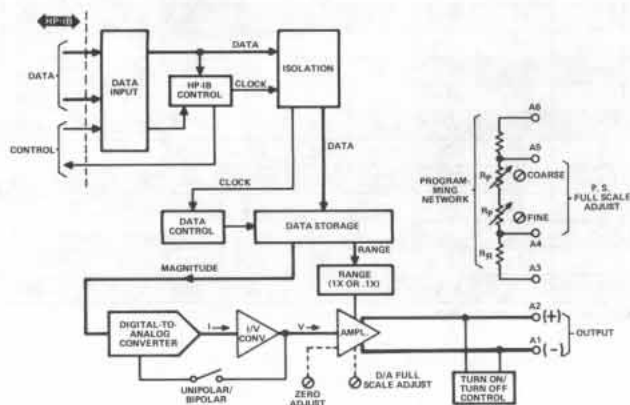 HP-IB
DATA
CONTROL
DATA
INPUT
DATA
HP-IB
CONTROL
CLOCK
ISOLATION
DATA
CLOCK
DATA
CONTROL
DATA STORAGE
MAGNITUDE
RANGE
RANGE
(1X OR .1X)
DIGITAL-TO-
ANALOG
CONVERTER
I
I/V
CONV.
V
AMPL.
UNIPOLAR/
BIPOLAR
ZERO
ADJUST
D/A FULL
SCALE ADJUST
TURN ON/
TURN OFF
CONTROL
A2 (+)
A1 (-)
OUTPUT
PROGRAM-
MING
NETWORK
A6
A5
RP
COARSE
RP
FINE
A4
RR
A3
P. S.
FULL SCALE
ADJUST.